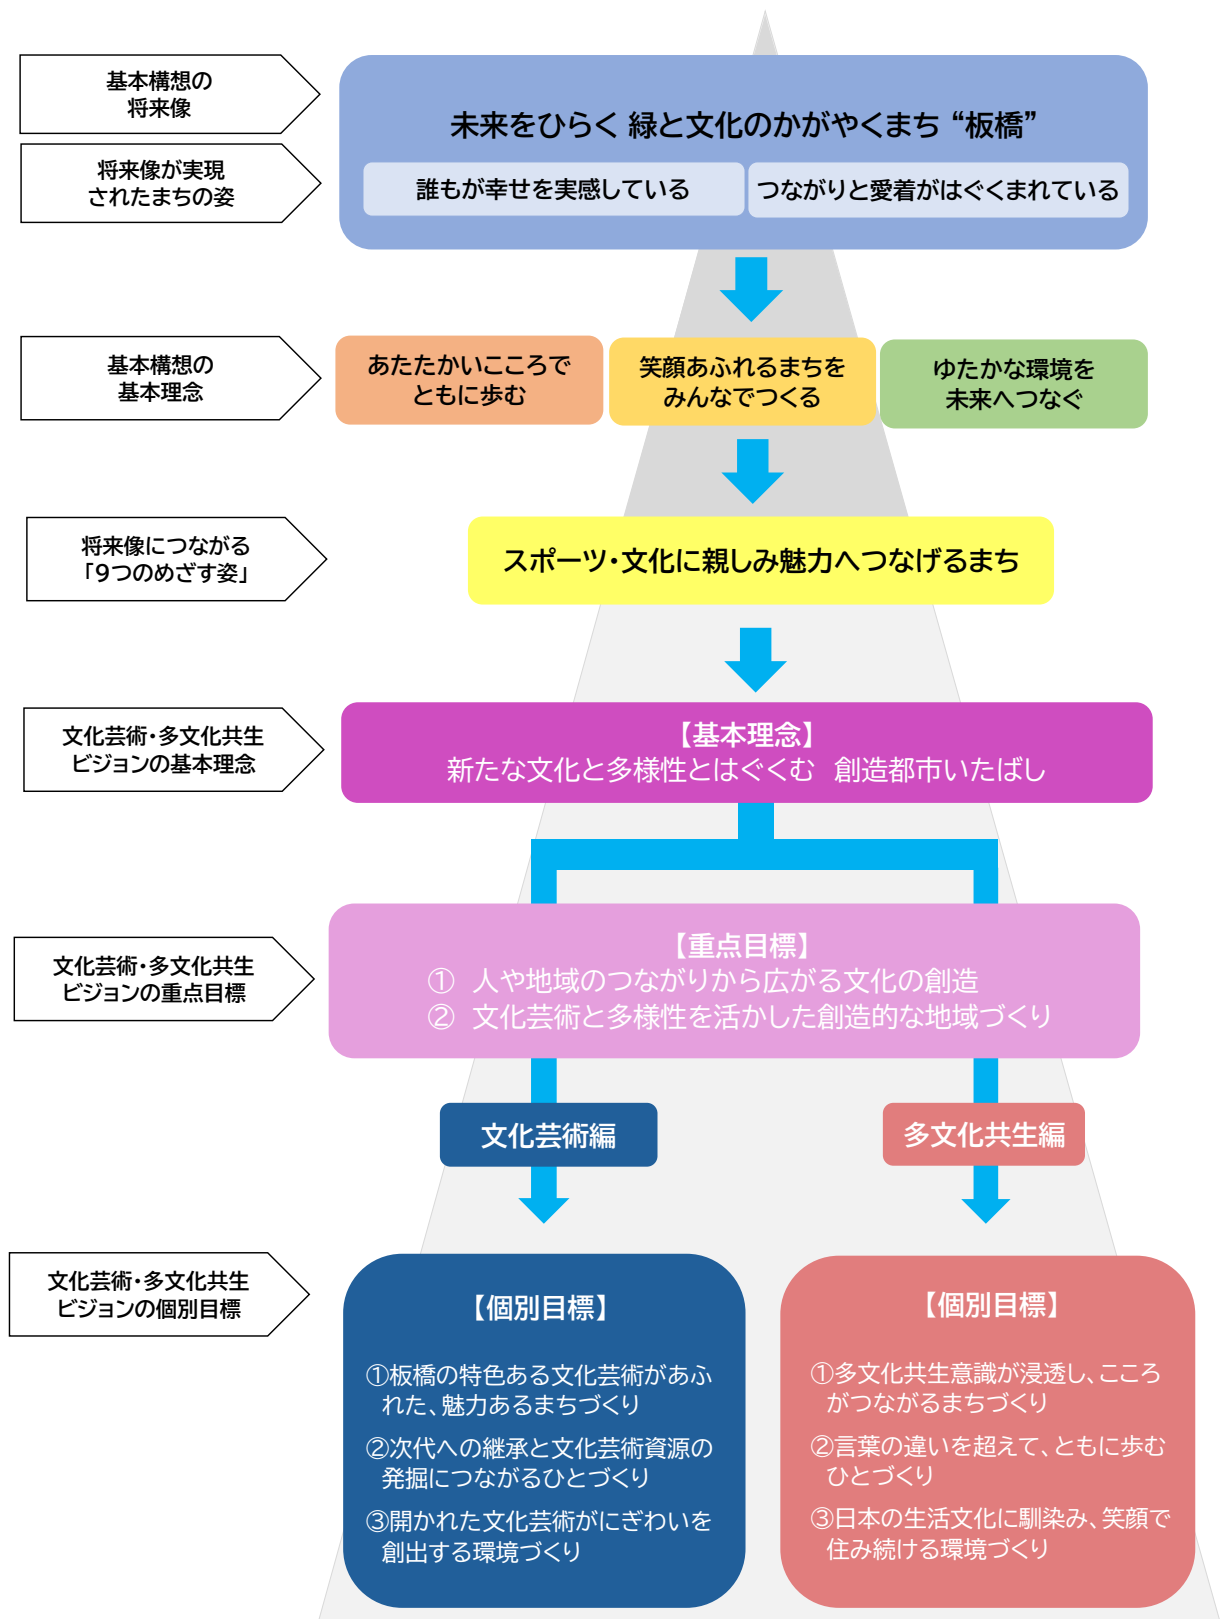 基本構想の
将来像
未来をひらく 緑と文化のかがやくまち “板橋”
将来像が実現
されたまちの姿
誰もが幸せを実感している
つながりと愛着がはぐくまれている
基本構想の
基本理念
あたたかいこころで
ともに歩む
笑顔あふれるまちを
みんなでつくる
ゆたかな環境を
未来へつなぐ
将来像につながる
「9つのめざす姿」
スポーツ・文化に親しみ魅力へつなげるまち
文化芸術・多文化共生
ビジョンの基本理念
【基本理念】
新たな文化と多様性とはぐくむ　創造都市いたばし
文化芸術・多文化共生
ビジョンの重点目標
【重点目標】
①　人や地域のつながりから広がる文化の創造
②　文化芸術と多様性を活かした創造的な地域づくり
文化芸術編
多文化共生編
文化芸術・多文化共生
ビジョンの個別目標
【個別目標】
①板橋の特色ある文化芸術があふ
れた、魅力あるまちづくり
②次代への継承と文化芸術資源の
発掘につながるひとづくり
③開かれた文化芸術がにぎわいを
創出する環境づくり
【個別目標】
①多文化共生意識が浸透し、こころ
がつながるまちづくり
②言葉の違いを超えて、ともに歩む
ひとづくり
③日本の生活文化に馴染み、笑顔で
住み続ける環境づくり